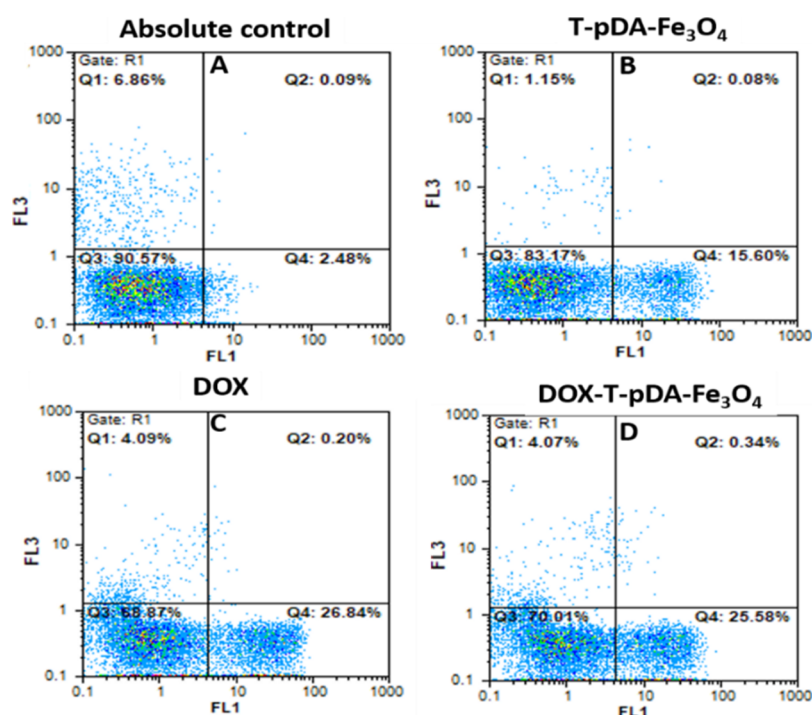 Absolute control
T-pDA-Fe₃O₄
1000
Gate: R1
A
Q1: 6.86%
Q2: 0.09%
100
10
1
0.1
FL3
Q3: 90.57%
Q4: 2.48%
0.1
1
10
100
1000
FL1
1000
Gate: R1
B
Q1: 1.15%
Q2: 0.08%
100
10
1
0.1
FL3
Q3: 83.17%
Q4: 15.60%
0.1
1
10
100
1000
FL1
DOX
DOX-T-pDA-Fe₃O₄
1000
Gate: R1
C
Q1: 4.09%
Q2: 0.20%
100
10
1
0.1
FL3
Q3: 68.87%
Q4: 26.84%
0.1
1
10
100
1000
FL1
1000
Gate: R1
D
Q1: 4.07%
Q2: 0.34%
100
10
1
0.1
FL3
Q3: 70.01%
Q4: 25.58%
0.1
1
10
100
1000
FL1